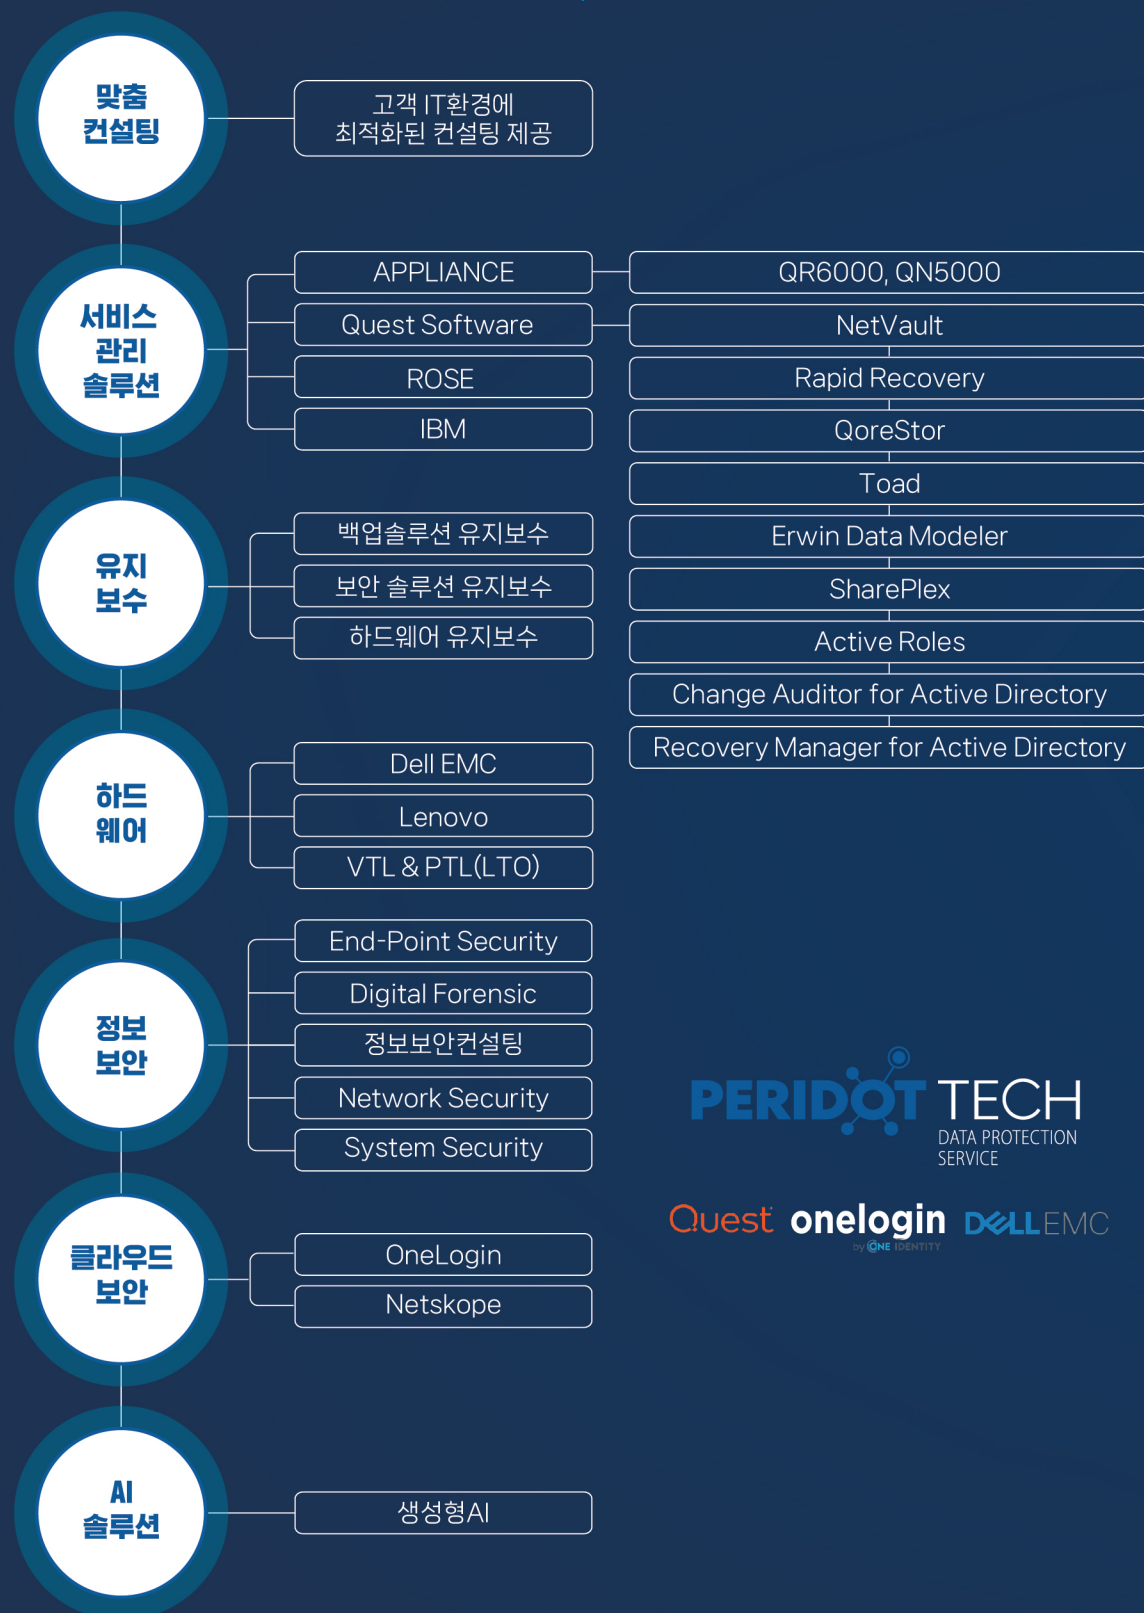 맞춤
컨설팅
고객 IT환경에
최적화된 컨설팅 제공
서비스
관리
솔루션
APPLIANCE
QR6000, QN5000
Quest Software
NetVault
ROSE
Rapid Recovery
IBM
QoreStor
Toad
Erwin Data Modeler
SharePlex
Active Roles
Change Auditor for Active Directory
Recovery Manager for Active Directory
유지
보수
백업솔루션 유지보수
보안 솔루션 유지보수
하드웨어 유지보수
하드
웨어
Dell EMC
Lenovo
VTL & PTL(LTO)
정보
보안
End-Point Security
Digital Forensic
정보보안컨설팅
Network Security
System Security
클라우드
보안
OneLogin
Netskope
AI
솔루션
생성형AI
PERIDOT TECH
DATA PROTECTION
SERVICE
Quest onelogin DELLEMC
by ONE IDENTITY